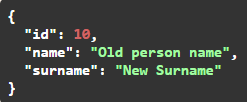 {
  "id": 10,
  "name": "Old person name",
  "surname": "New Surname"
}